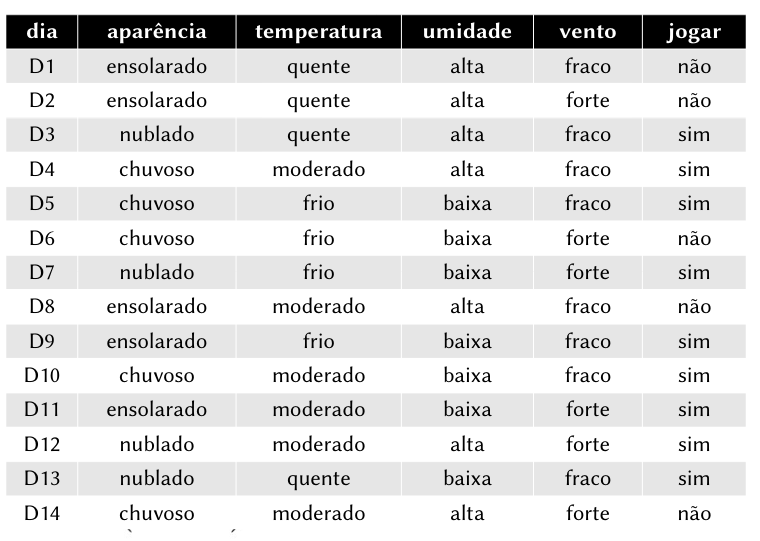 dia aparência temperatura umidade vento jogar
D1 ensolarado quente alta fraco não
D2 ensolarado quente alta forte não
D3 nublado quente alta fraco sim
D4 chuvoso moderado alta fraco sim
D5 chuvoso frio baixa fraco sim
D6 chuvoso frio baixa forte não
D7 nublado frio baixa forte sim
D8 ensolarado moderado alta fraco não
D9 ensolarado frio baixa fraco sim
D10 chuvoso moderado baixa fraco sim
D11 ensolarado moderado baixa forte sim
D12 nublado moderado alta forte sim
D13 nublado quente baixa fraco sim
D14 chuvoso moderado alta forte não